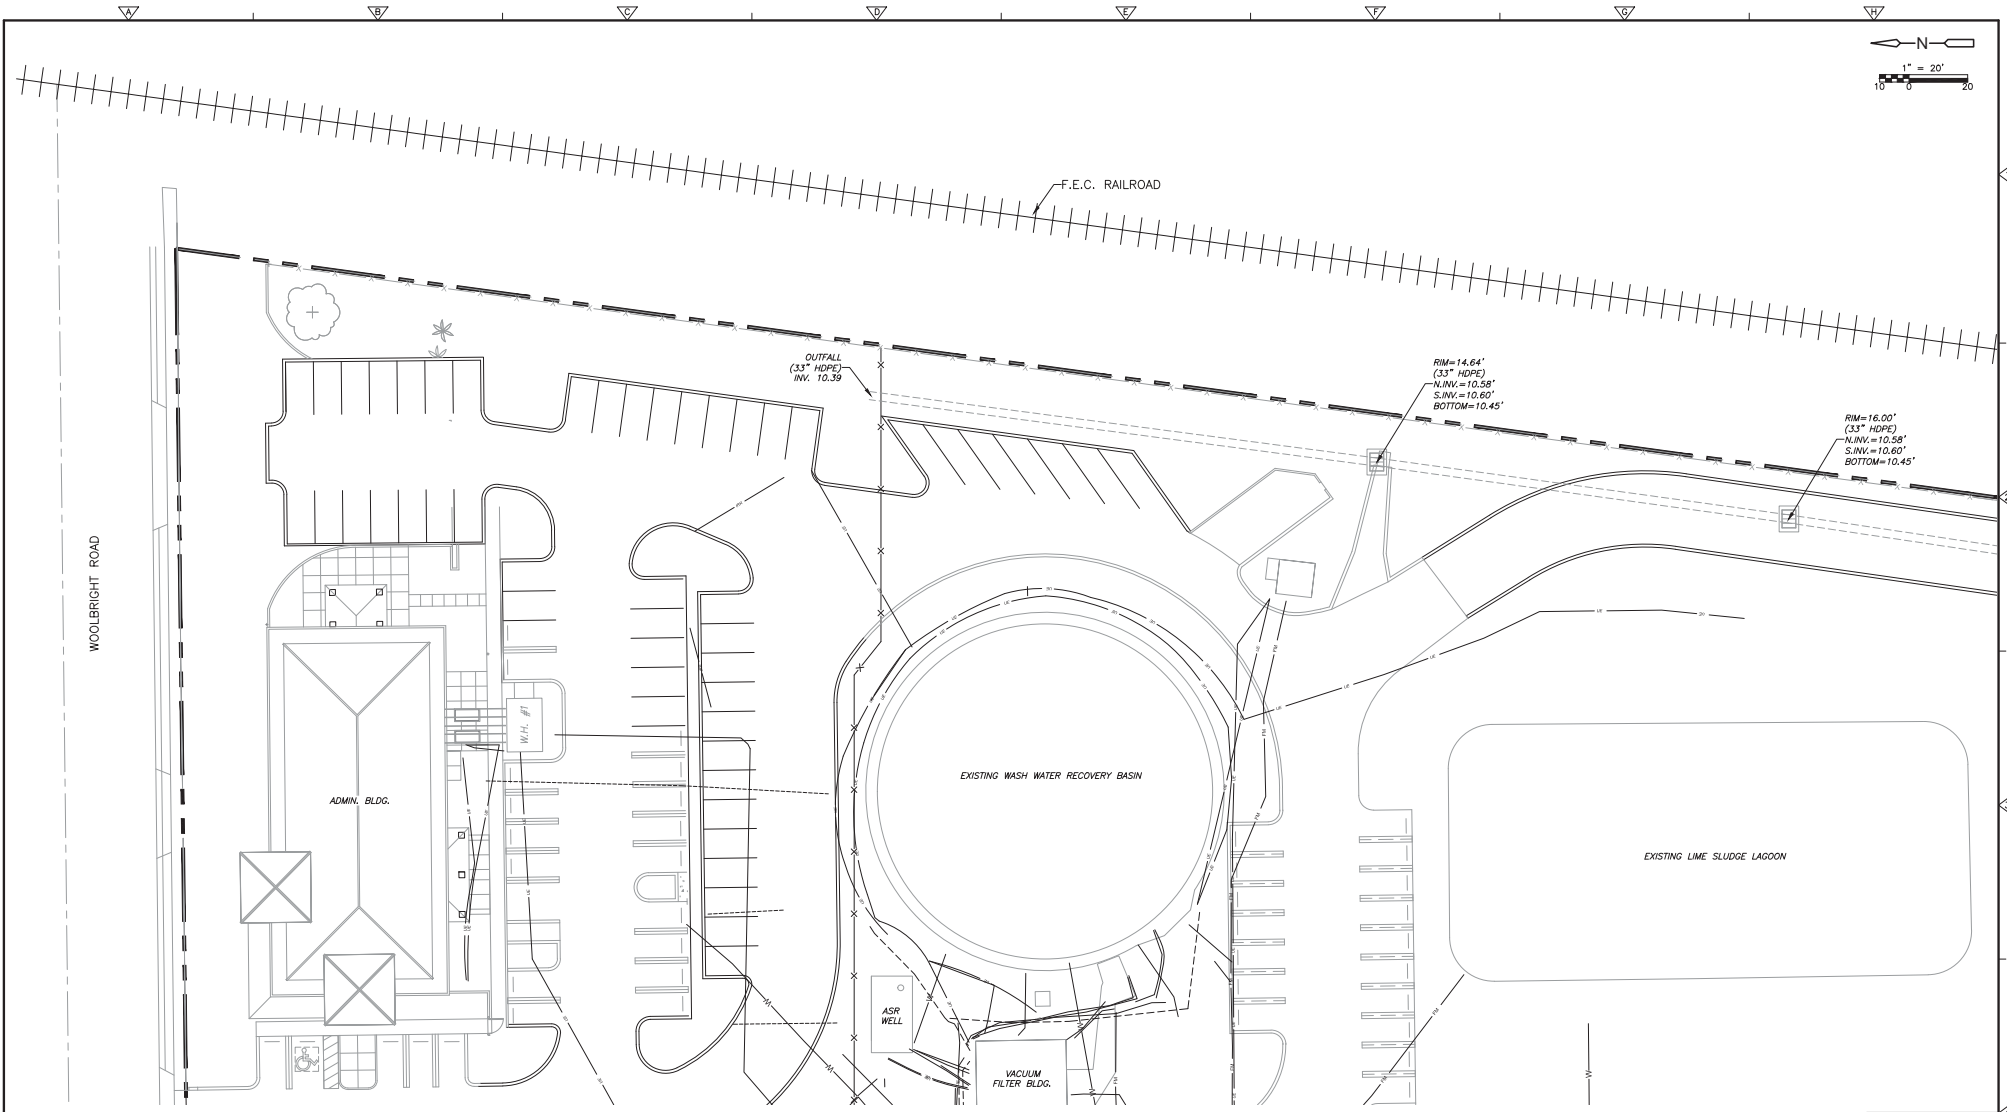 A
B
C
D
E
F
G
H
N
1" = 20'
10 0 20
F.E.C. RAILROAD
OUTFALL
(33" HDPE)
INV. 10.39
RIM=14.64'
(33" HDPE)
N.INV.=10.58'
S.INV.=10.60'
BOTTOM=10.45'
RIM=16.00'
(33" HDPE)
N.INV.=10.58'
S.INV.=10.60'
BOTTOM=10.45'
WOOLBRIGHT ROAD
W.H. #1
ADMIN. BLDG.
EXISTING WASH WATER RECOVERY BASIN
EXISTING LIME SLUDGE LAGOON
ASR
WELL
VACUUM
FILTER BLDG.